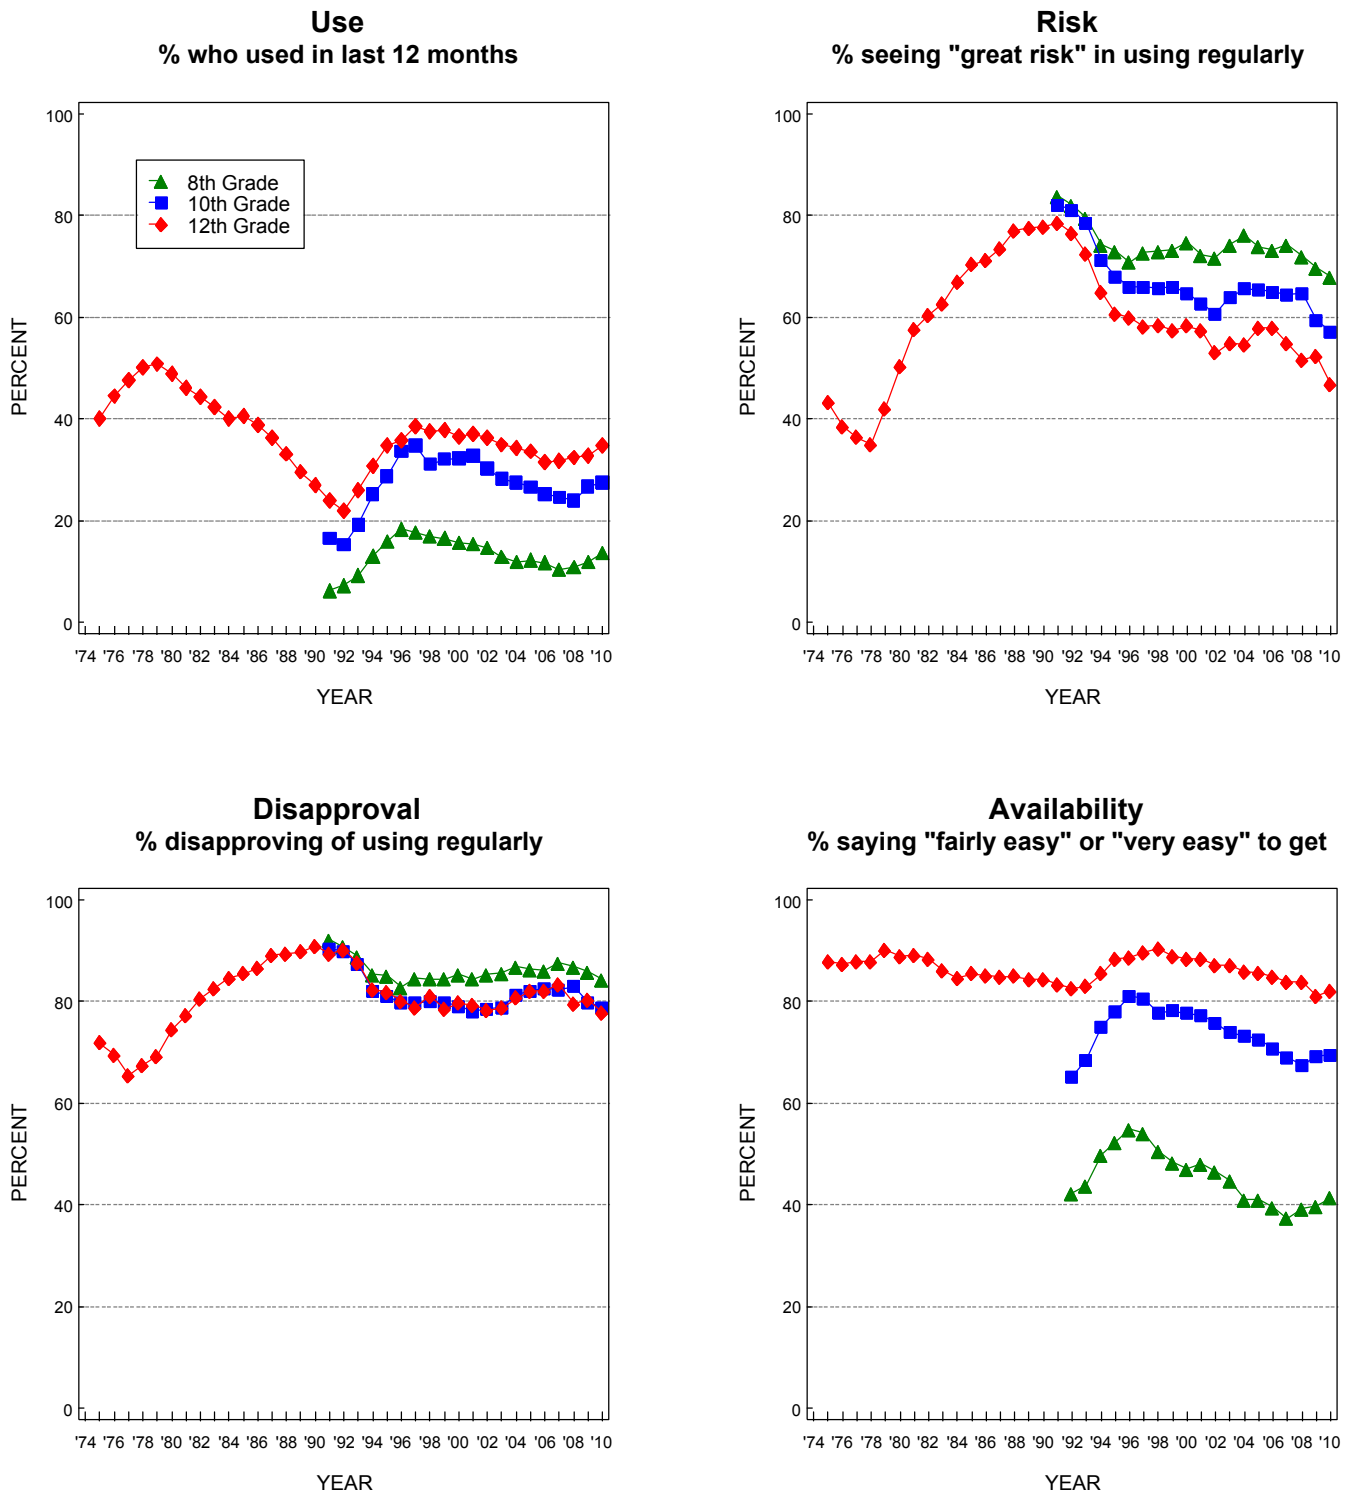 Use
% who used in last 12 months
100
80
60
40
20
0
PERCENT
8th Grade
10th Grade
12th Grade
'74 '76 '78 '80 '82 '84 '86 '88 '90 '92 '94 '96 '98 '00 '02 '04 '06 '08 '10
YEAR
Risk
% seeing "great risk" in using regularly
100
80
60
40
20
0
PERCENT
'74 '76 '78 '80 '82 '84 '86 '88 '90 '92 '94 '96 '98 '00 '02 '04 '06 '08 '10
YEAR
Disapproval
% disapproving of using regularly
100
80
60
40
20
0
PERCENT
'74 '76 '78 '80 '82 '84 '86 '88 '90 '92 '94 '96 '98 '00 '02 '04 '06 '08 '10
YEAR
Availability
% saying "fairly easy" or "very easy" to get
100
80
60
40
20
0
PERCENT
'74 '76 '78 '80 '82 '84 '86 '88 '90 '92 '94 '96 '98 '00 '02 '04 '06 '08 '10
YEAR